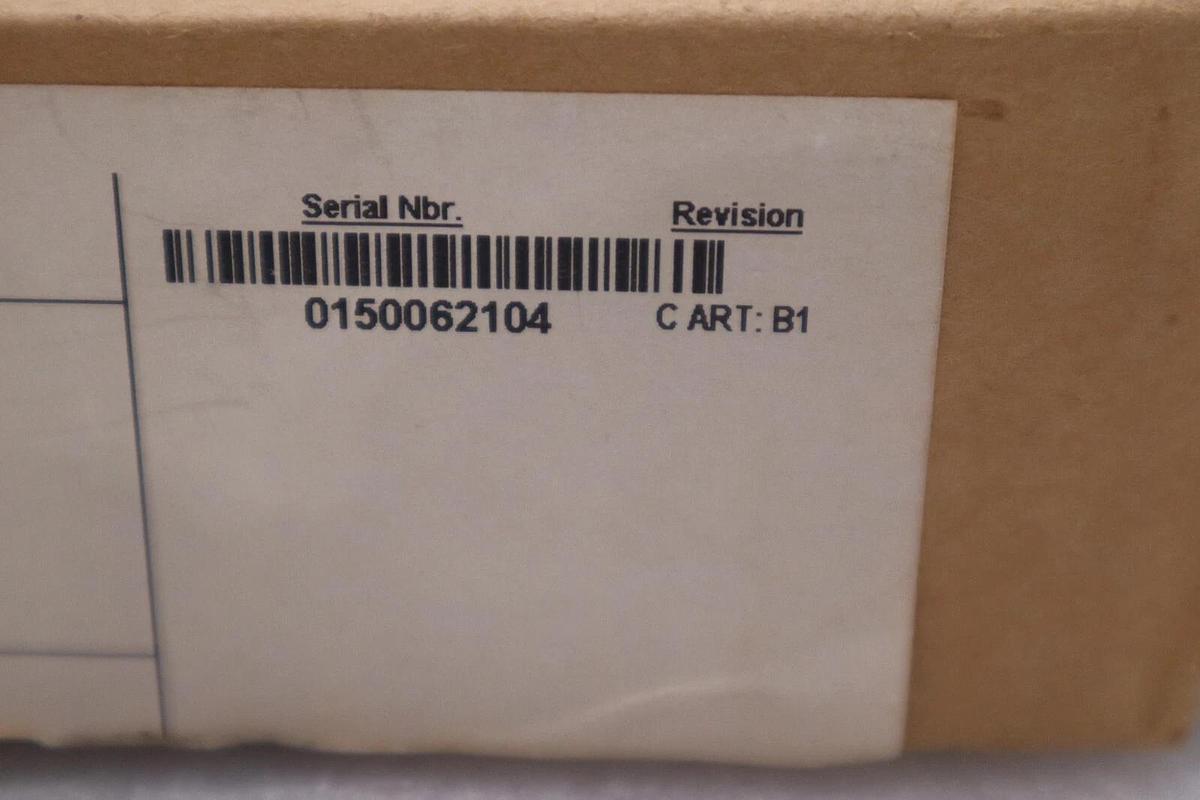 Serial Nbr. Revision
0150062104 C ART: B1